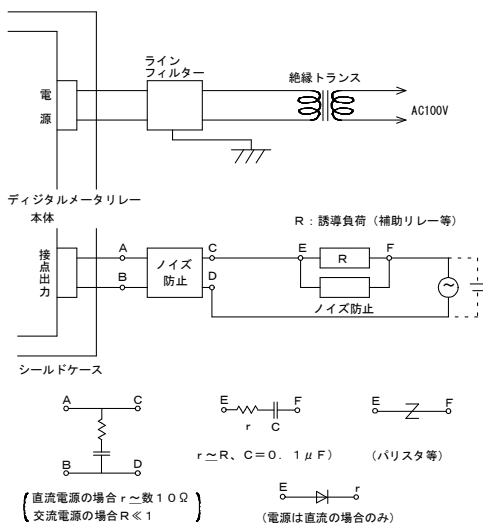 ライン
フィルター
電
源
絶縁トランス
AC100V
ディジタルメータリレー
本体
R：誘導負荷（補助リレー等）
接点出力
A
B
ノイズ
防止
C
D
E
R
F
ノイズ防止
シールドケース
A
C
B
D
直流電源の場合 r～数10Ω
交流電源の場合R≪1
E
r
C
F
r～R、C＝0．1μF）
E
F
（バリスタ等）
E
r
（電源は直流の場合のみ）